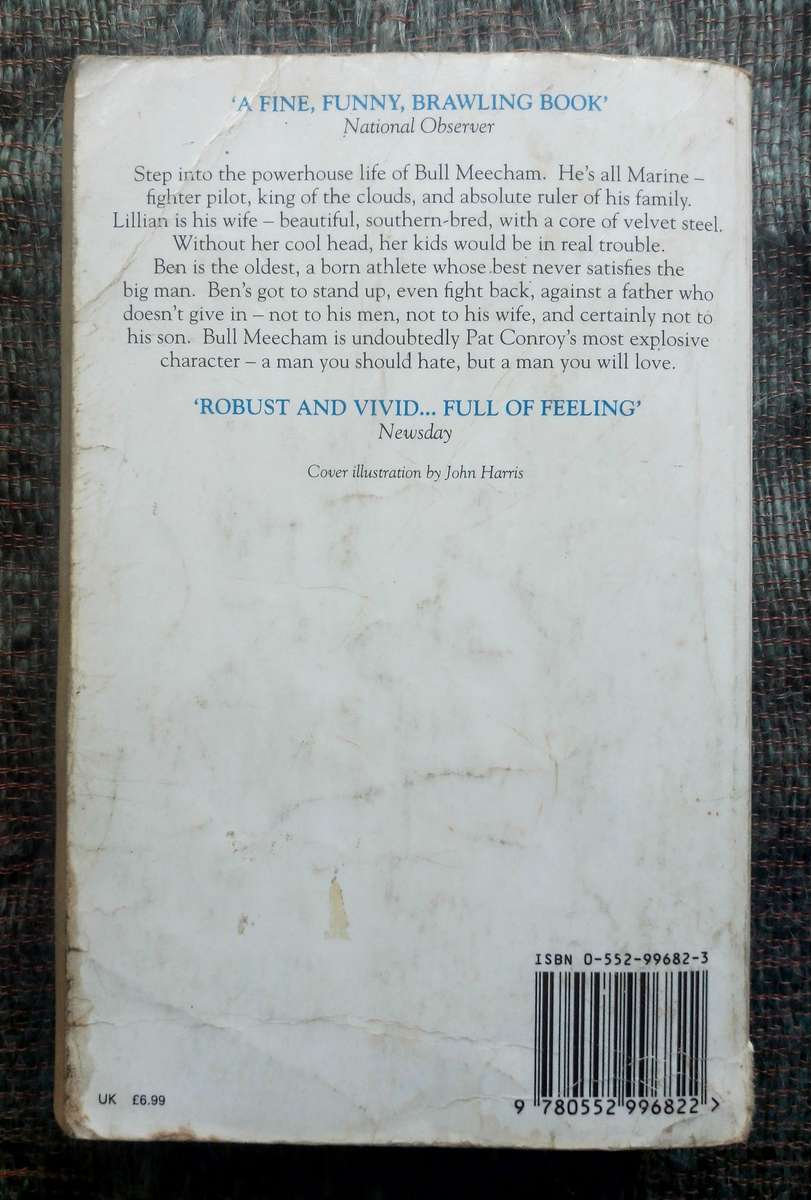 ‘A FINE, FUNNY, BRAWLING BOOK’
National Observer
Step into the powerhouse life of Bull Meecham. He's all Marine –
fighter pilot, king of the clouds, and absolute ruler of his family.
Lillian is his wife – beautiful, southern-bred, with a core of velvet steel.
Without her cool head, her kids would be in real trouble.
Ben is the oldest, a born athlete whose best never satisfies the
big man. Ben's got to stand up, even fight back, against a father who
doesn't give in – not to his men, not to his wife, and certainly not to
his son. Bull Meecham is undoubtedly Pat Conroy's most explosive
character – a man you should hate, but a man you will love.
‘ROBUST AND VIVID... FULL OF FEELING’
Newsday
Cover illustration by John Harris
ISBN 0-552-99682-3
UK £6.99
9 780552 996822 >